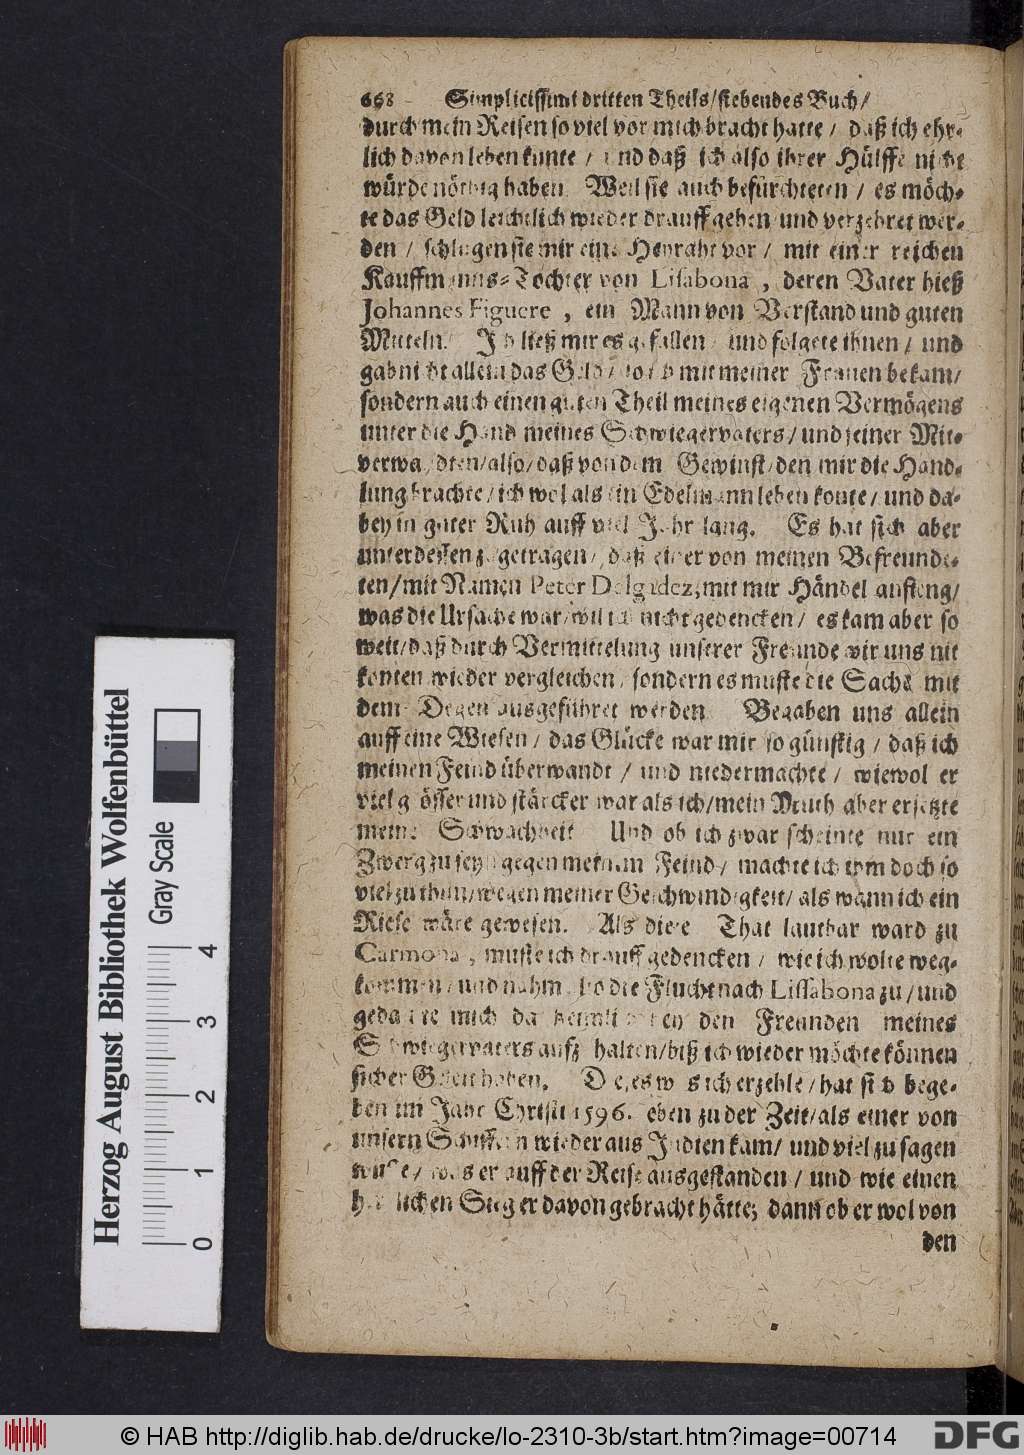 668 Simplicissimi dritten Theils/siebendes Buch/
durch mein Reisen so viel vor mich bracht hatte / daß ich ehr-
lich davon leben kunte / und daß ich also ihrer Hülffe nicht
würde nöthig haben Weil sie auch befürchteten / es möch-
te das Geld leichtlich wieder drauff gehen und verzehret wer-
den / schlugen sie mir eine Heyraht vor / mit einer reichen
Kauffmanns-Tochter von Lisabona , deren Vater hieß
Johannes Figuere , ein Mann von Verstand und guten
Mitteln. Ich ließ mir es gefallen / und folgete ihnen / und
gab nicht allein das Geld / so ich mit meiner Frauen bekam/
sondern auch einen guten Theil meines eigenen Vermögens
unter die Hand meines Schwiegervaters/ und seiner Mit-
verwandten/also/daß von dem Gewinst/den mir die Hand-
lung brachte / ich wol als ein Edelmann leben konte / und da-
bey in guter Ruh auff viel Jahr lang. Es hat sich aber
unterdessen zugetragen / daß einer von meinen Befreunde-
ten/mit Namen Peter Delgadez, mit mir Händel anfieng/
was die Ursache war/will ich nicht gedencken / es kam aber so
weit/daß durch Vermittelung unserer Freunde wir uns nit
konten wieder vergleichen / sondern es muste die Sache mit
dem Degen ausgeführet werden Begaben uns allein
auff eine Wiesen / das Glücke war mir so günstig / daß ich
meinen Feind überwandt / und niedermachte / wiewol er
viel grösser und stärcker war als ich/mein Muth aber ersetzte
meine Schwachheit Und ob ich zwar scheinte nur ein
Zwerg zu seyn gegen meinem Feind / machte ich ihm doch so
viel zu thun/wegen meiner Geschwindigkeit/ als wann ich ein
Riese wäre gewesen. Als diese That lautbar ward zu
Carmona , muste ich drauff gedencken / wie ich wolte weg-
kommen / und nahm also die Flucht nach Lissabona zu / und
gedachte mich da heimlich bey den Freunden meines
Schwiegervaters aufzuhalten/biß ich wieder möchte können
sicher Geleit haben. Dieses was ich erzehle / hat sich bege-
ben im Jahr Christi 1596. eben zu der Zeit/als einer von
unsern Schiffern wieder aus Indien kam/ und viel zu sagen
wuste / was er auff der Reise ausgestanden / und wie einen
herrlichen Sieg er davon gebracht hätte; dann ob er wol von
den
Herzog August Bibliothek Wolfenbüttel
Gray Scale
0 1 2 3 4
© HAB http://diglib.hab.de/drucke/lo-2310-3b/start.htm?image=00714
DFG